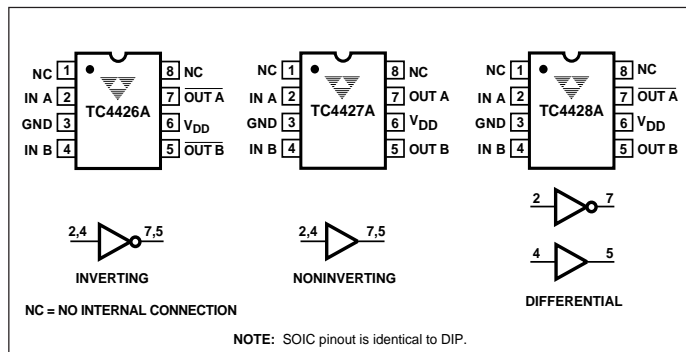 NC 1 8 NC
IN A 2 7 OUT A
GND 3 6 VDD
IN B 4 5 OUT B
TC4426A
2,4 7,5
INVERTING
NC 1 8 NC
IN A 2 7 OUT A
GND 3 6 VDD
IN B 4 5 OUT B
TC4427A
2,4 7,5
NONINVERTING
NC 1 8 NC
IN A 2 7 OUT A
GND 3 6 VDD
IN B 4 5 OUT B
TC4428A
2 7
4 5
DIFFERENTIAL
NC = NO INTERNAL CONNECTION
NOTE: SOIC pinout is identical to DIP.